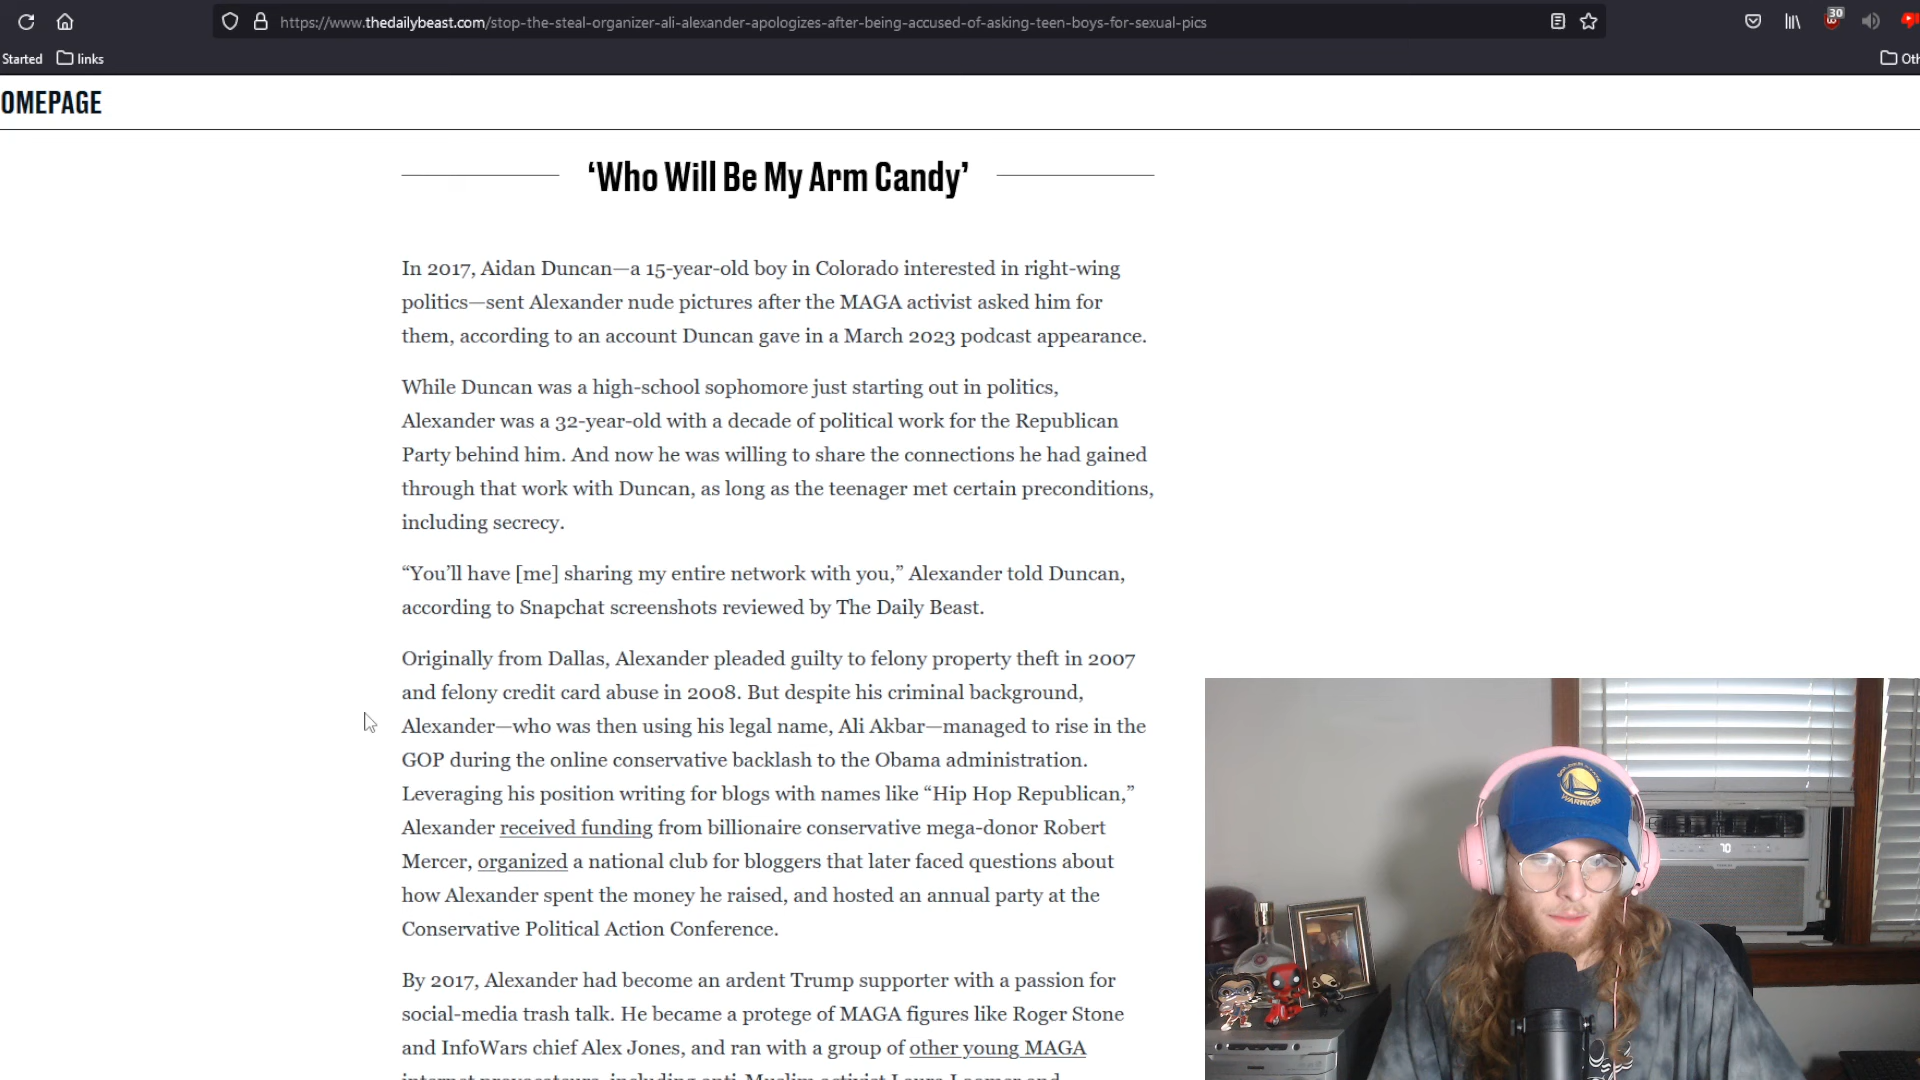 https://www.thedailybeast.com/stop-the-steal-organizer-ali-alexander-apologizes-after-being-accused-of-asking-teen-boys-for-sexual-pics
30
Started
links
Oth
OMEPAGE
‘Who Will Be My Arm Candy’
In 2017, Aidan Duncan—a 15-year-old boy in Colorado interested in right-wing
politics—sent Alexander nude pictures after the MAGA activist asked him for
them, according to an account Duncan gave in a March 2023 podcast appearance.
While Duncan was a high-school sophomore just starting out in politics,
Alexander was a 32-year-old with a decade of political work for the Republican
Party behind him. And now he was willing to share the connections he had gained
through that work with Duncan, as long as the teenager met certain preconditions,
including secrecy.
“You’ll have [me] sharing my entire network with you,” Alexander told Duncan,
according to Snapchat screenshots reviewed by The Daily Beast.
Originally from Dallas, Alexander pleaded guilty to felony property theft in 2007
and felony credit card abuse in 2008. But despite his criminal background,
Alexander—who was then using his legal name, Ali Akbar—managed to rise in the
GOP during the online conservative backlash to the Obama administration.
Leveraging his position writing for blogs with names like “Hip Hop Republican,”
Alexander received funding from billionaire conservative mega-donor Robert
Mercer, organized a national club for bloggers that later faced questions about
how Alexander spent the money he raised, and hosted an annual party at the
Conservative Political Action Conference.
By 2017, Alexander had become an ardent Trump supporter with a passion for
social-media trash talk. He became a protege of MAGA figures like Roger Stone
and InfoWars chief Alex Jones, and ran with a group of other young MAGA
internet provocateurs, including anti-Muslim activist Laura Loomer and
WARRIORS
70